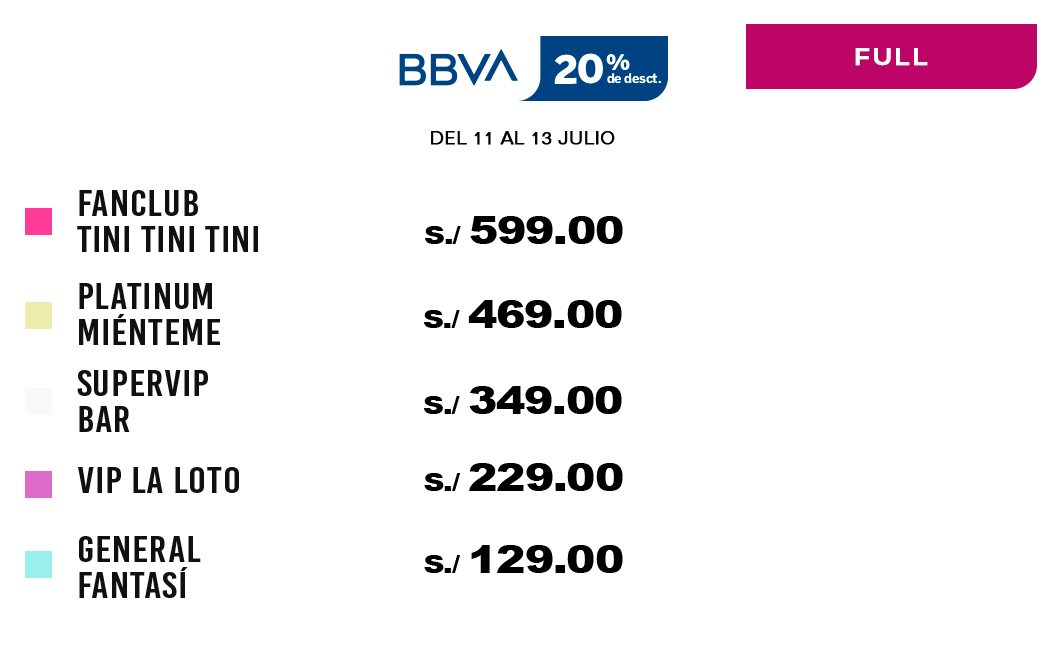 BBVA 20% de desct.
FULL
DEL 11 AL 13 JULIO
FANCLUB
TINI TINI TINI
s./ 599.00
PLATINUM
MIÉNTEME
s./ 469.00
SUPERVIP
BAR
s./ 349.00
VIP LA LOTO
s./ 229.00
GENERAL
FANTASÍ
s./ 129.00